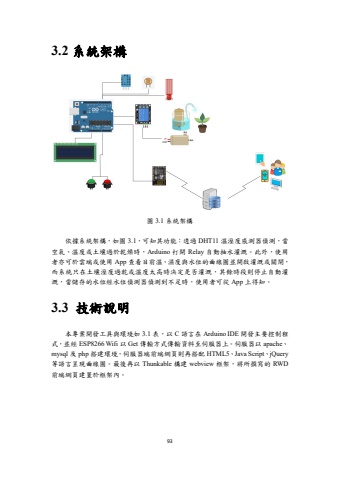 3.2 系統架構
圖 3.1 系統架構
依據系統架構，如圖 3.1，可知其功能：透過 DHT11 溫溼度感測器偵測，當
空氣、溫度或土壤過於乾燥時，Arduino 打開 Relay 自動抽水灌溉。此外，使用
者亦可於雲端或使用 App 查看目前溫、濕度與水位的曲線圖並開啟灌溉或關閉。
而系統只在土壤溼度過乾或溫度太高時決定是否灌溉，其餘時段則停止自動灌
溉，當儲存的水位經水位偵測器偵測到不足時，使用者可從 App 上得知。
3.3 技術說明
本專案開發工具與環境如 3.1 表，以 C 語言在 Arduino IDE 開發主要控制程
式，並經 ESP8266 Wifi 以 Get 傳輸方式傳輸資料至伺服器上。伺服器以 apache、
mysql 及 php 搭建環境，伺服器端前端網頁則再搭配 HTML5、Java Script、jQuery
等語言呈現曲線圖。最後再以 Thunkable 構建 webview 框架，將所撰寫的 RWD
前端網頁建置於框架內。
93